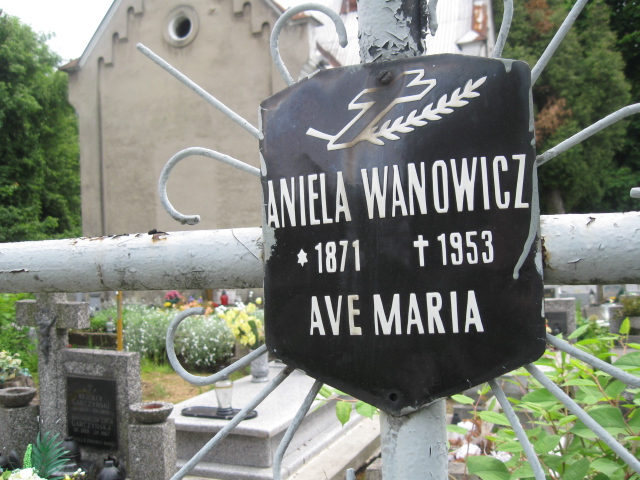 ANIELA WANOWICZ
* 1871 † 1953
AVE MARIA